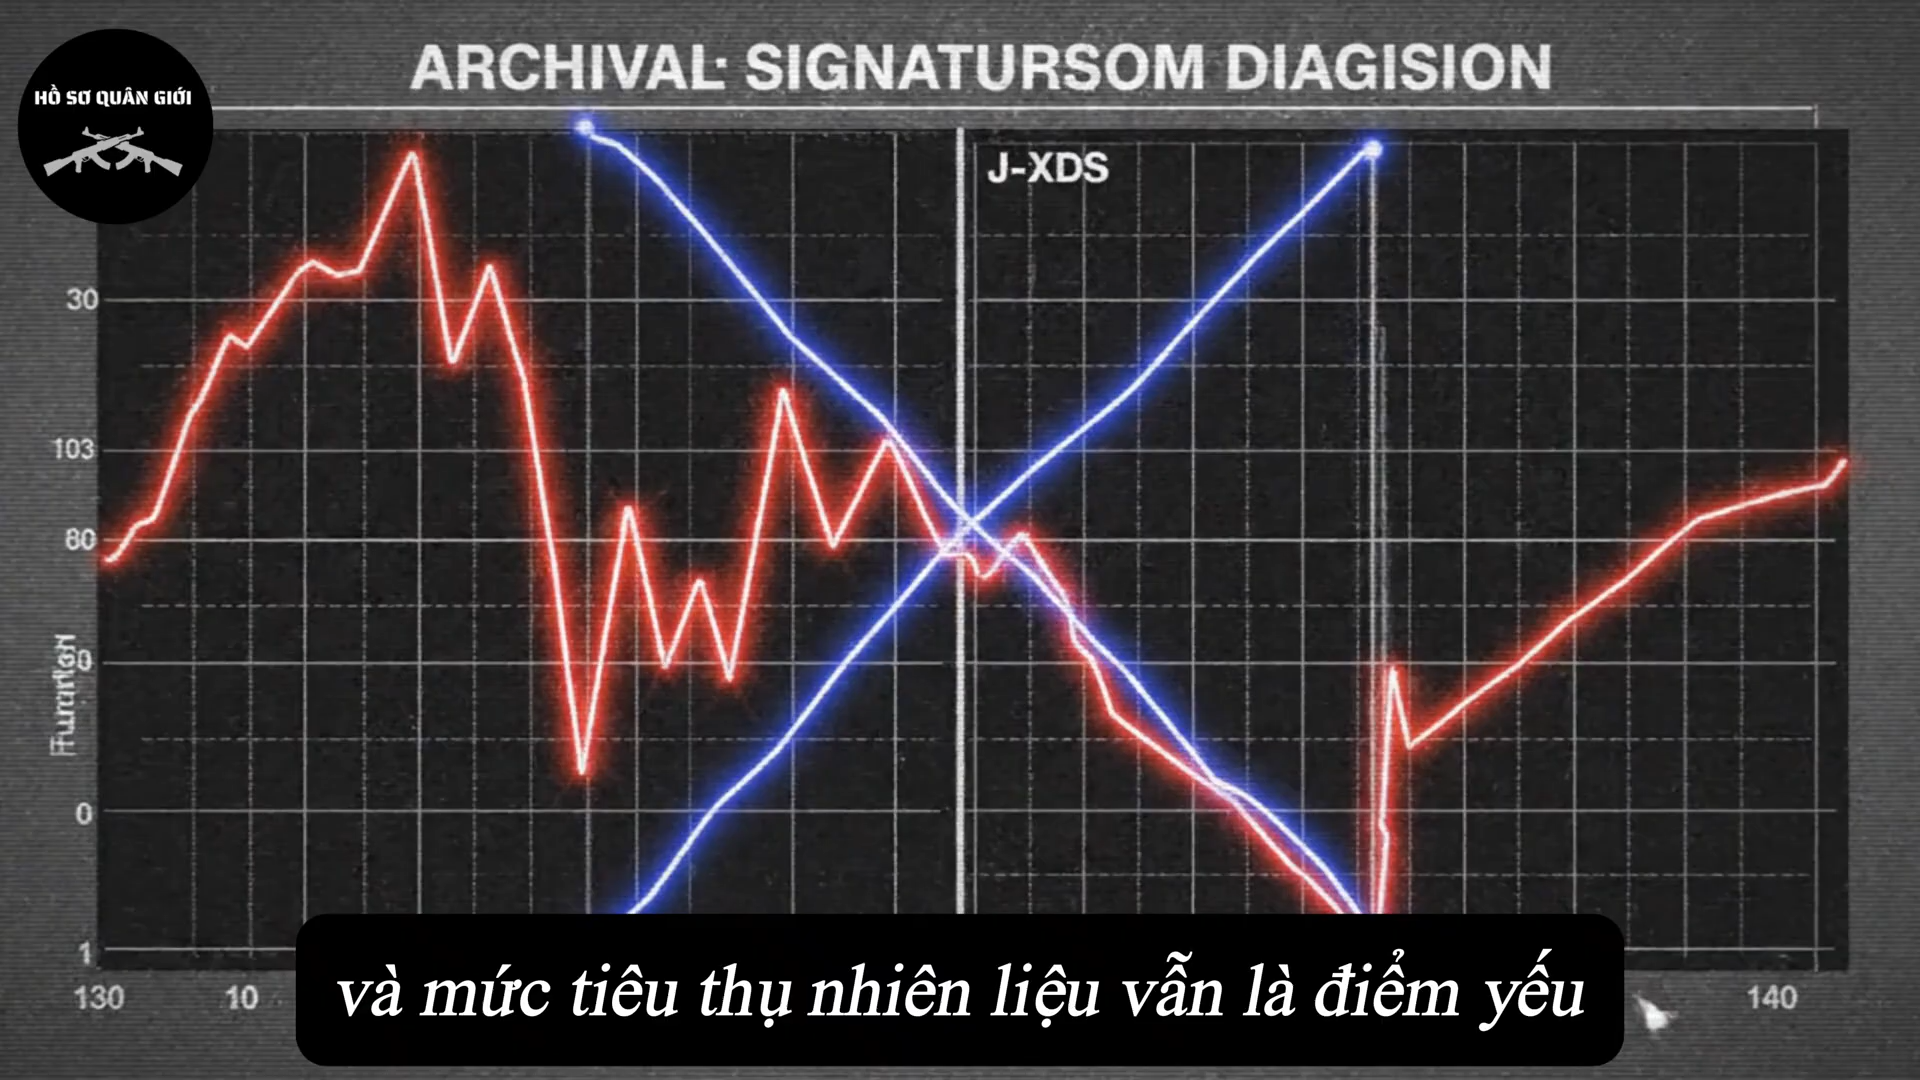 ARCHIVAL: SIGNATURSOM DIAGISION
HỒ SƠ QUÂN GIỚI
J-XDS
30
103
80
0
1
130
10
140
và mức tiêu thụ nhiên liệu vẫn là điểm yếu